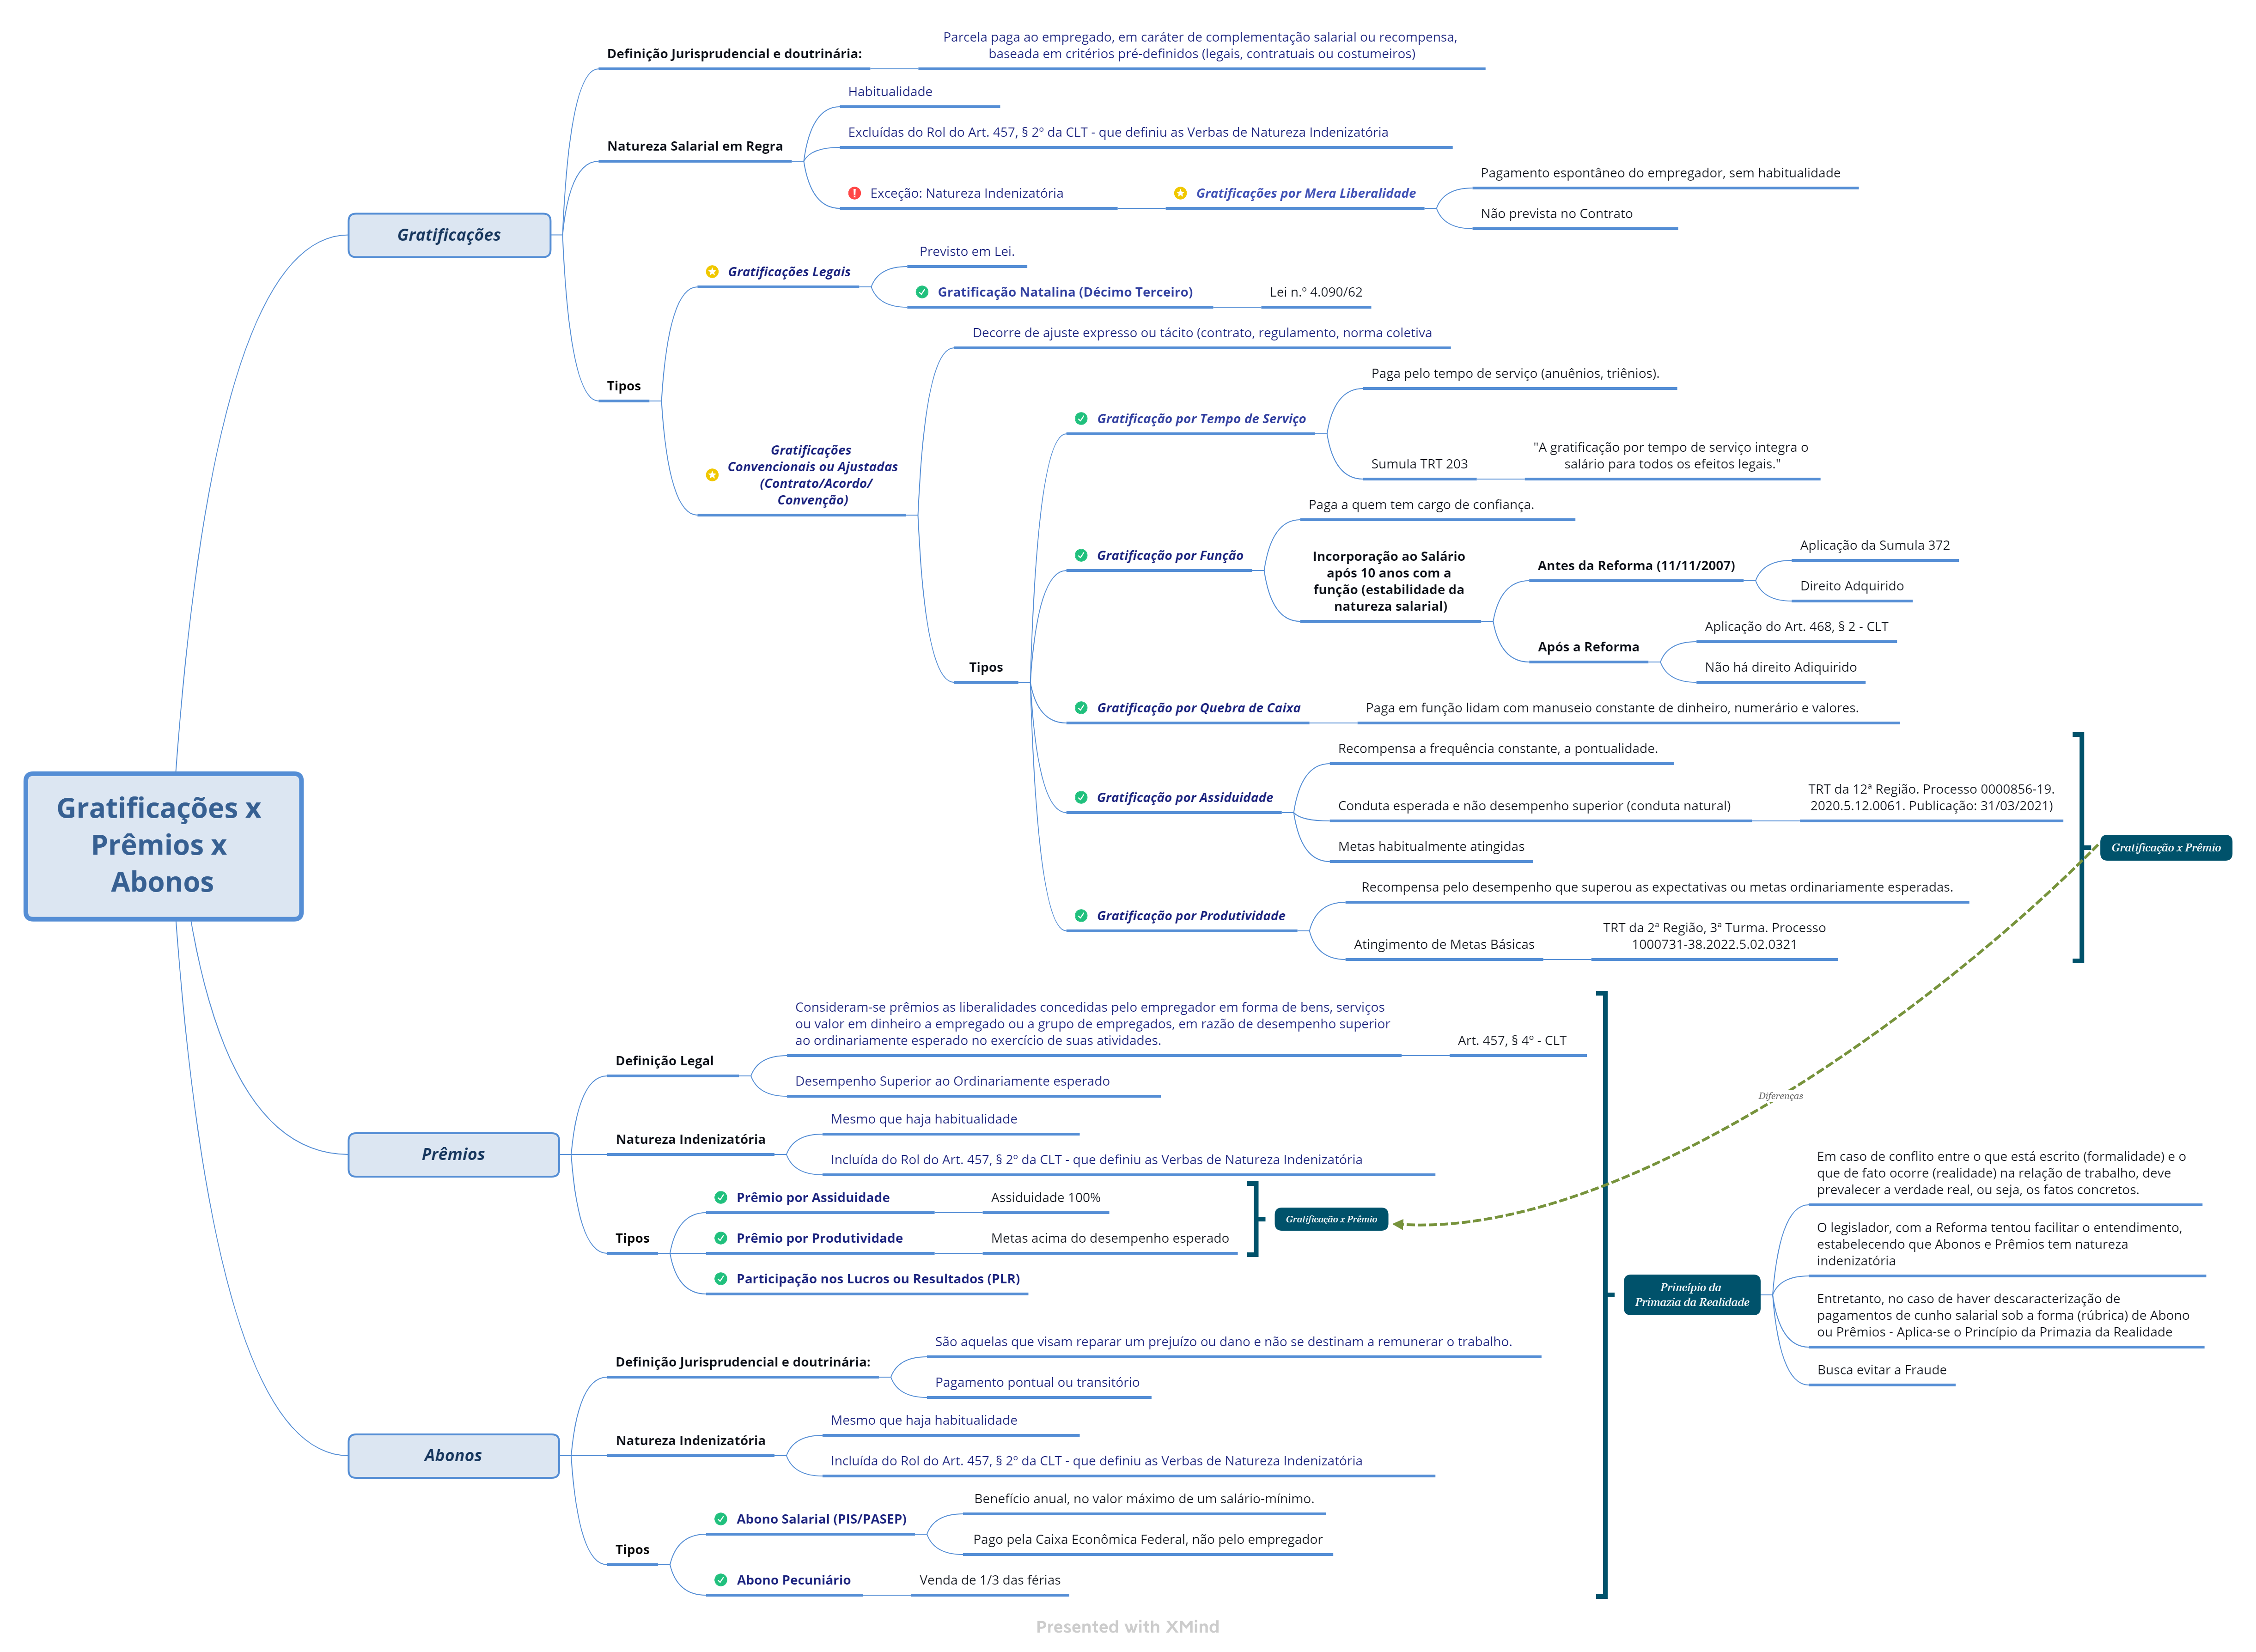 Gratificações x
Prêmios x
Abonos
Gratificações
Definição Jurisprudencial e doutrinária:
Parcela paga ao empregado, em caráter de complementação salarial ou recompensa,
baseada em critérios pré-definidos (legais, contratuais ou costumeiros)
Natureza Salarial em Regra
Habitualidade
Excluídas do Rol do Art. 457, § 2º da CLT - que definiu as Verbas de Natureza Indenizatória
Exceção: Natureza Indenizatória
Gratificações por Mera Liberalidade
Pagamento espontâneo do empregador, sem habitualidade
Não prevista no Contrato
Tipos
Gratificações Legais
Previsto em Lei.
Gratificação Natalina (Décimo Terceiro)
Lei n.º 4.090/62
Gratificações
Convencionais ou Ajustadas
(Contrato/Acordo/
Convenção)
Decorre de ajuste expresso ou tácito (contrato, regulamento, norma coletiva
Tipos
Gratificação por Tempo de Serviço
Paga pelo tempo de serviço (anuênios, triênios).
Sumula TRT 203
"A gratificação por tempo de serviço integra o
salário para todos os efeitos legais."
Gratificação por Função
Paga a quem tem cargo de confiança.
Incorporação ao Salário
após 10 anos com a
função (estabilidade da
natureza salarial)
Antes da Reforma (11/11/2007)
Aplicação da Sumula 372
Direito Adquirido
Após a Reforma
Aplicação do Art. 468, § 2 - CLT
Não há direito Adiquirido
Gratificação por Quebra de Caixa
Paga em função lidam com manuseio constante de dinheiro, numerário e valores.
Gratificação por Assiduidade
Recompensa a frequência constante, a pontualidade.
Conduta esperada e não desempenho superior (conduta natural)
TRT da 12ª Região. Processo 0000856-19.
2020.5.12.0061. Publicação: 31/03/2021)
Metas habitualmente atingidas
Gratificação por Produtividade
Recompensa pelo desempenho que superou as expectativas ou metas ordinariamente esperadas.
Atingimento de Metas Básicas
TRT da 2ª Região, 3ª Turma. Processo
1000731-38.2022.5.02.0321
Gratificação x Prêmio
Diferenças
Prêmios
Definição Legal
Consideram-se prêmios as liberalidades concedidas pelo empregador em forma de bens, serviços
ou valor em dinheiro a empregado ou a grupo de empregados, em razão de desempenho superior
ao ordinariamente esperado no exercício de suas atividades.
Art. 457, § 4º - CLT
Desempenho Superior ao Ordinariamente esperado
Natureza Indenizatória
Mesmo que haja habitualidade
Incluída do Rol do Art. 457, § 2º da CLT - que definiu as Verbas de Natureza Indenizatória
Tipos
Prêmio por Assiduidade
Assiduidade 100%
Prêmio por Produtividade
Metas acima do desempenho esperado
Participação nos Lucros ou Resultados (PLR)
Gratificação x Prêmio
Abonos
Definição Jurisprudencial e doutrinária:
São aquelas que visam reparar um prejuízo ou dano e não se destinam a remunerar o trabalho.
Pagamento pontual ou transitório
Natureza Indenizatória
Mesmo que haja habitualidade
Incluída do Rol do Art. 457, § 2º da CLT - que definiu as Verbas de Natureza Indenizatória
Tipos
Abono Salarial (PIS/PASEP)
Benefício anual, no valor máximo de um salário-mínimo.
Pago pela Caixa Econômica Federal, não pelo empregador
Abono Pecuniário
Venda de 1/3 das férias
Princípio da
Primazia da Realidade
Em caso de conflito entre o que está escrito (formalidade) e o
que de fato ocorre (realidade) na relação de trabalho, deve
prevalecer a verdade real, ou seja, os fatos concretos.
O legislador, com a Reforma tentou facilitar o entendimento,
estabelecendo que Abonos e Prêmios tem natureza
indenizatória
Entretanto, no caso de haver descaracterização de
pagamentos de cunho salarial sob a forma (rúbrica) de Abono
ou Prêmios - Aplica-se o Princípio da Primazia da Realidade
Busca evitar a Fraude
Presented with XMind